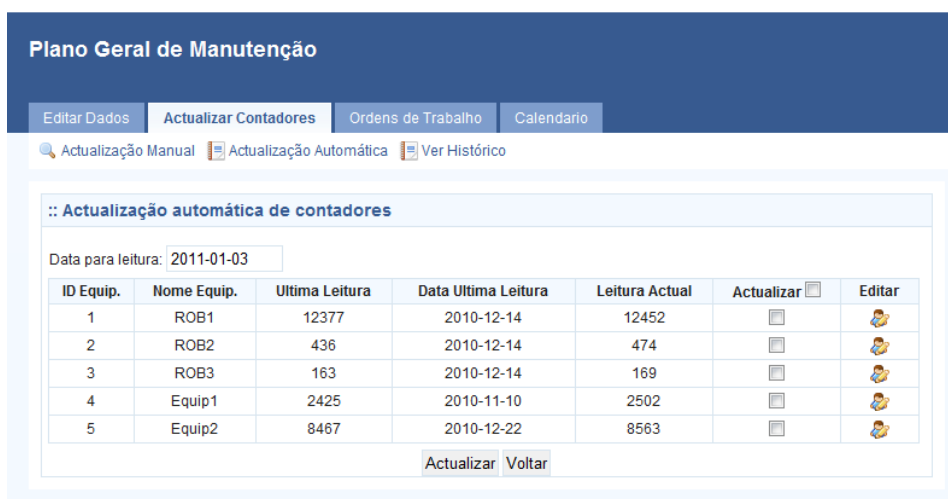 Plano Geral de Manutenção
Editar Dados Actualizar Contadores Ordens de Trabalho Calendario
Actualização Manual Actualização Automática Ver Histórico
:: Actualização automática de contadores
Data para leitura: 2011-01-03
ID Equip. Nome Equip. Ultima Leitura Data Ultima Leitura Leitura Actual Actualizar Editar
1 ROB1 12377 2010-12-14 12452
2 ROB2 436 2010-12-14 474
3 ROB3 163 2010-12-14 169
4 Equip1 2425 2010-11-10 2502
5 Equip2 8467 2010-12-22 8563
Actualizar Voltar